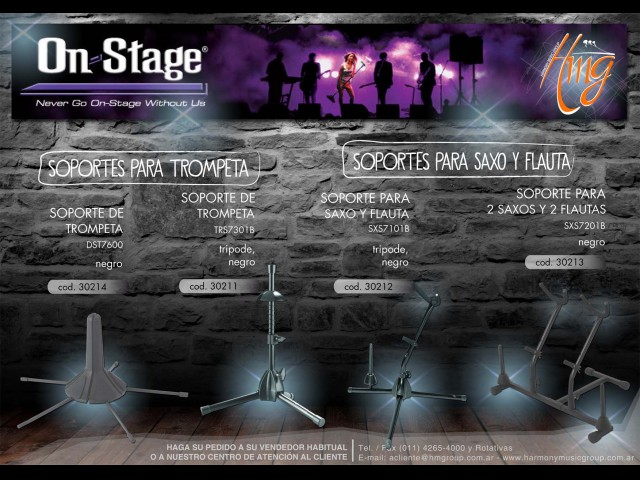 On-Stage®
Never Go On-Stage Without Us
Hmg
SOPORTES PARA TROMPETA
SOPORTES PARA SAXO Y FLAUTA
SOPORTE DE
TROMPETA
DST7600
negro
cod. 30214
SOPORTE DE
TROMPETA
TRS7301B
tripode,
negro
cod. 30211
SOPORTE PARA
SAXO Y FLAUTA
SXS7101B
tripode,
negro
cod. 30212
SOPORTE PARA
2 SAXOS Y 2 FLAUTAS
SXS7201B
negro
cod. 30213
HAGA SU PEDIDO A SU VENDEDOR HABITUAL
O A NUESTRO CENTRO DE ATENCIÓN AL CLIENTE
Tel. / Fax (011) 4265-4000 y Rotativas
E-mail: acliente@hmgroup.com.ar - www.harmonymusicgroup.com.ar